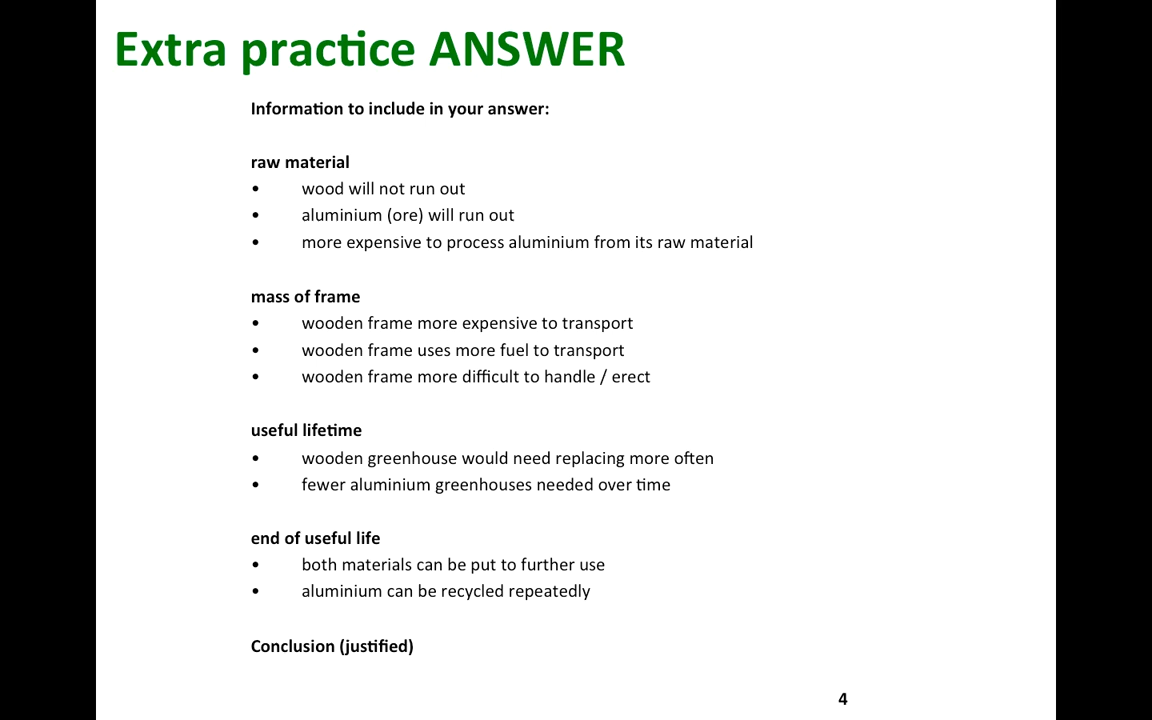 Extra practice ANSWER
Information to include in your answer:
raw material
• wood will not run out
• aluminium (ore) will run out
• more expensive to process aluminium from its raw material
mass of frame
• wooden frame more expensive to transport
• wooden frame uses more fuel to transport
• wooden frame more difficult to handle / erect
useful lifetime
• wooden greenhouse would need replacing more often
• fewer aluminium greenhouses needed over time
end of useful life
• both materials can be put to further use
• aluminium can be recycled repeatedly
Conclusion (justified)
4